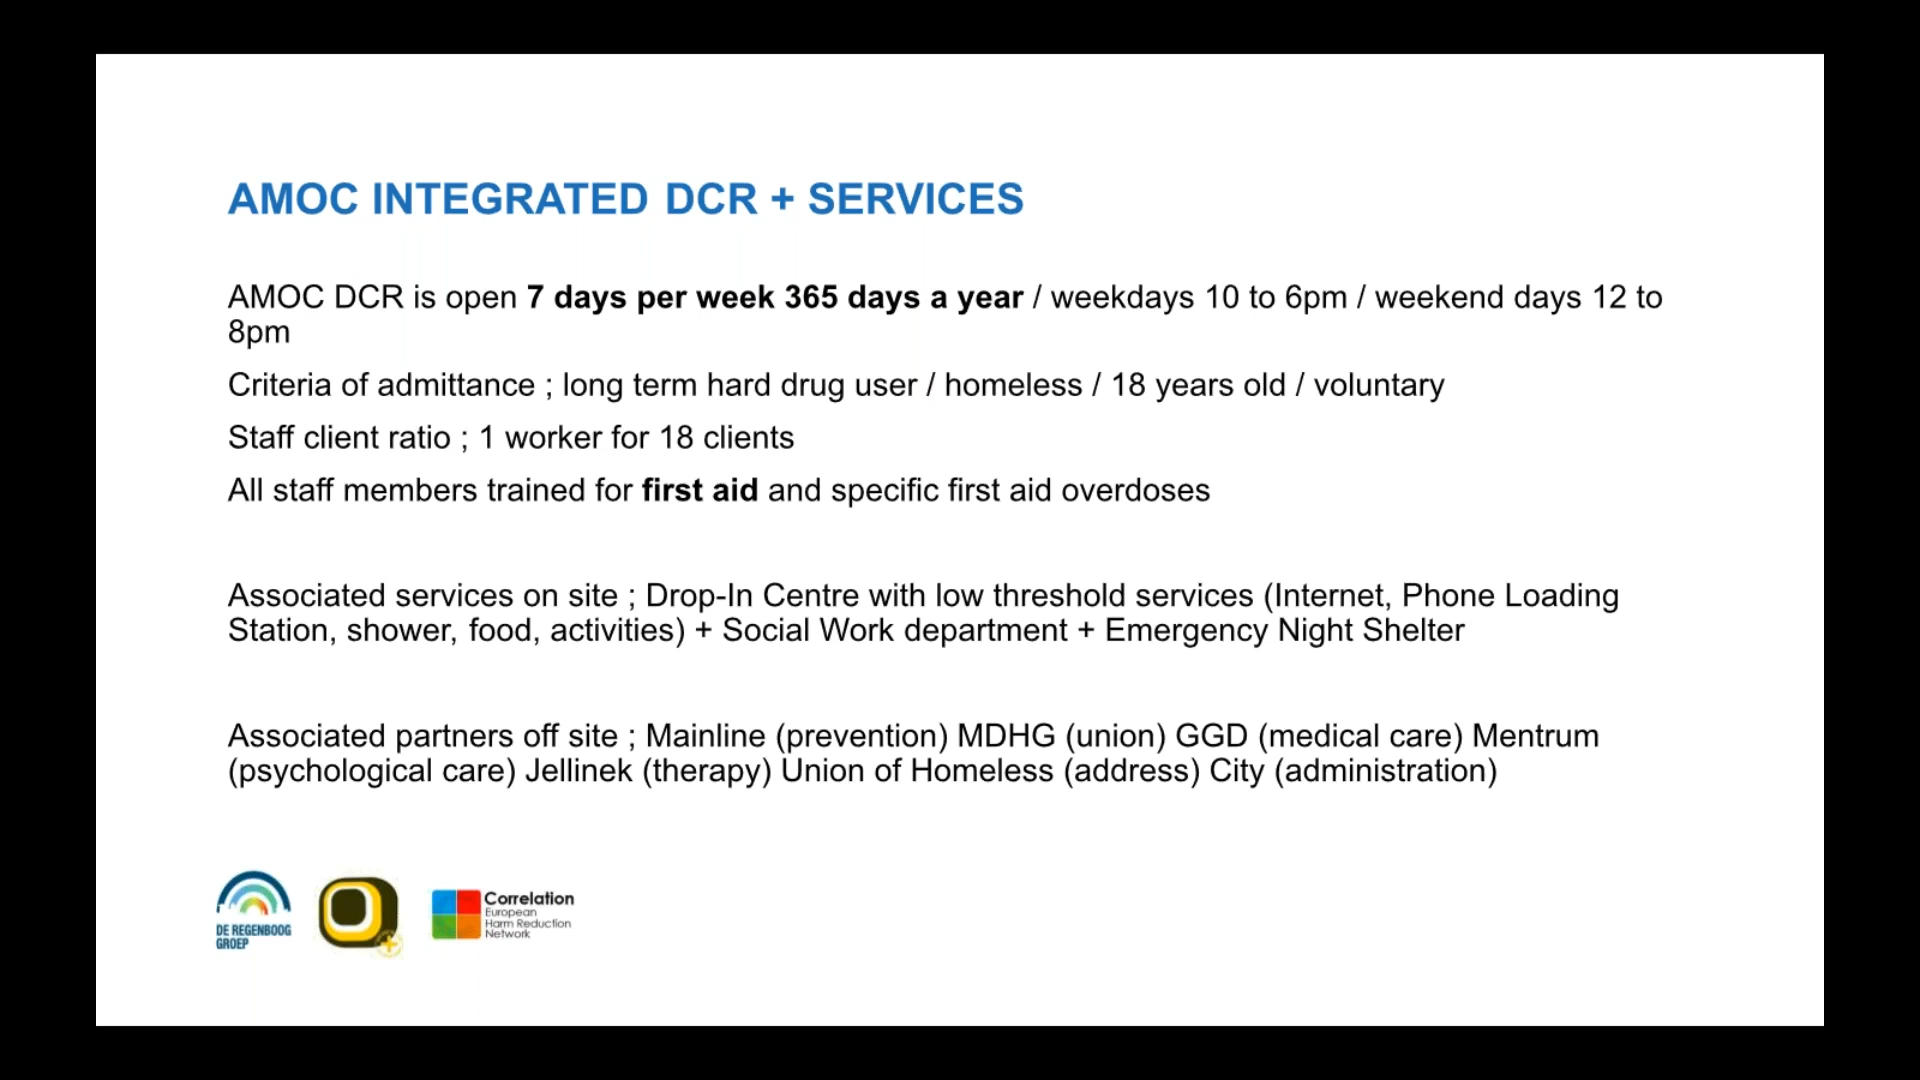 AMOC INTEGRATED DCR + SERVICES
AMOC DCR is open 7 days per week 365 days a year / weekdays 10 to 6pm / weekend days 12 to
8pm
Criteria of admittance ; long term hard drug user / homeless / 18 years old / voluntary
Staff client ratio ; 1 worker for 18 clients
All staff members trained for first aid and specific first aid overdoses
Associated services on site ; Drop-In Centre with low threshold services (Internet, Phone Loading
Station, shower, food, activities) + Social Work department + Emergency Night Shelter
Associated partners off site ; Mainline (prevention) MDHG (union) GGD (medical care) Mentrum
(psychological care) Jellinek (therapy) Union of Homeless (address) City (administration)
DE REGENBOOG
GROEP
Correlation
European
Harm Reduction
Network